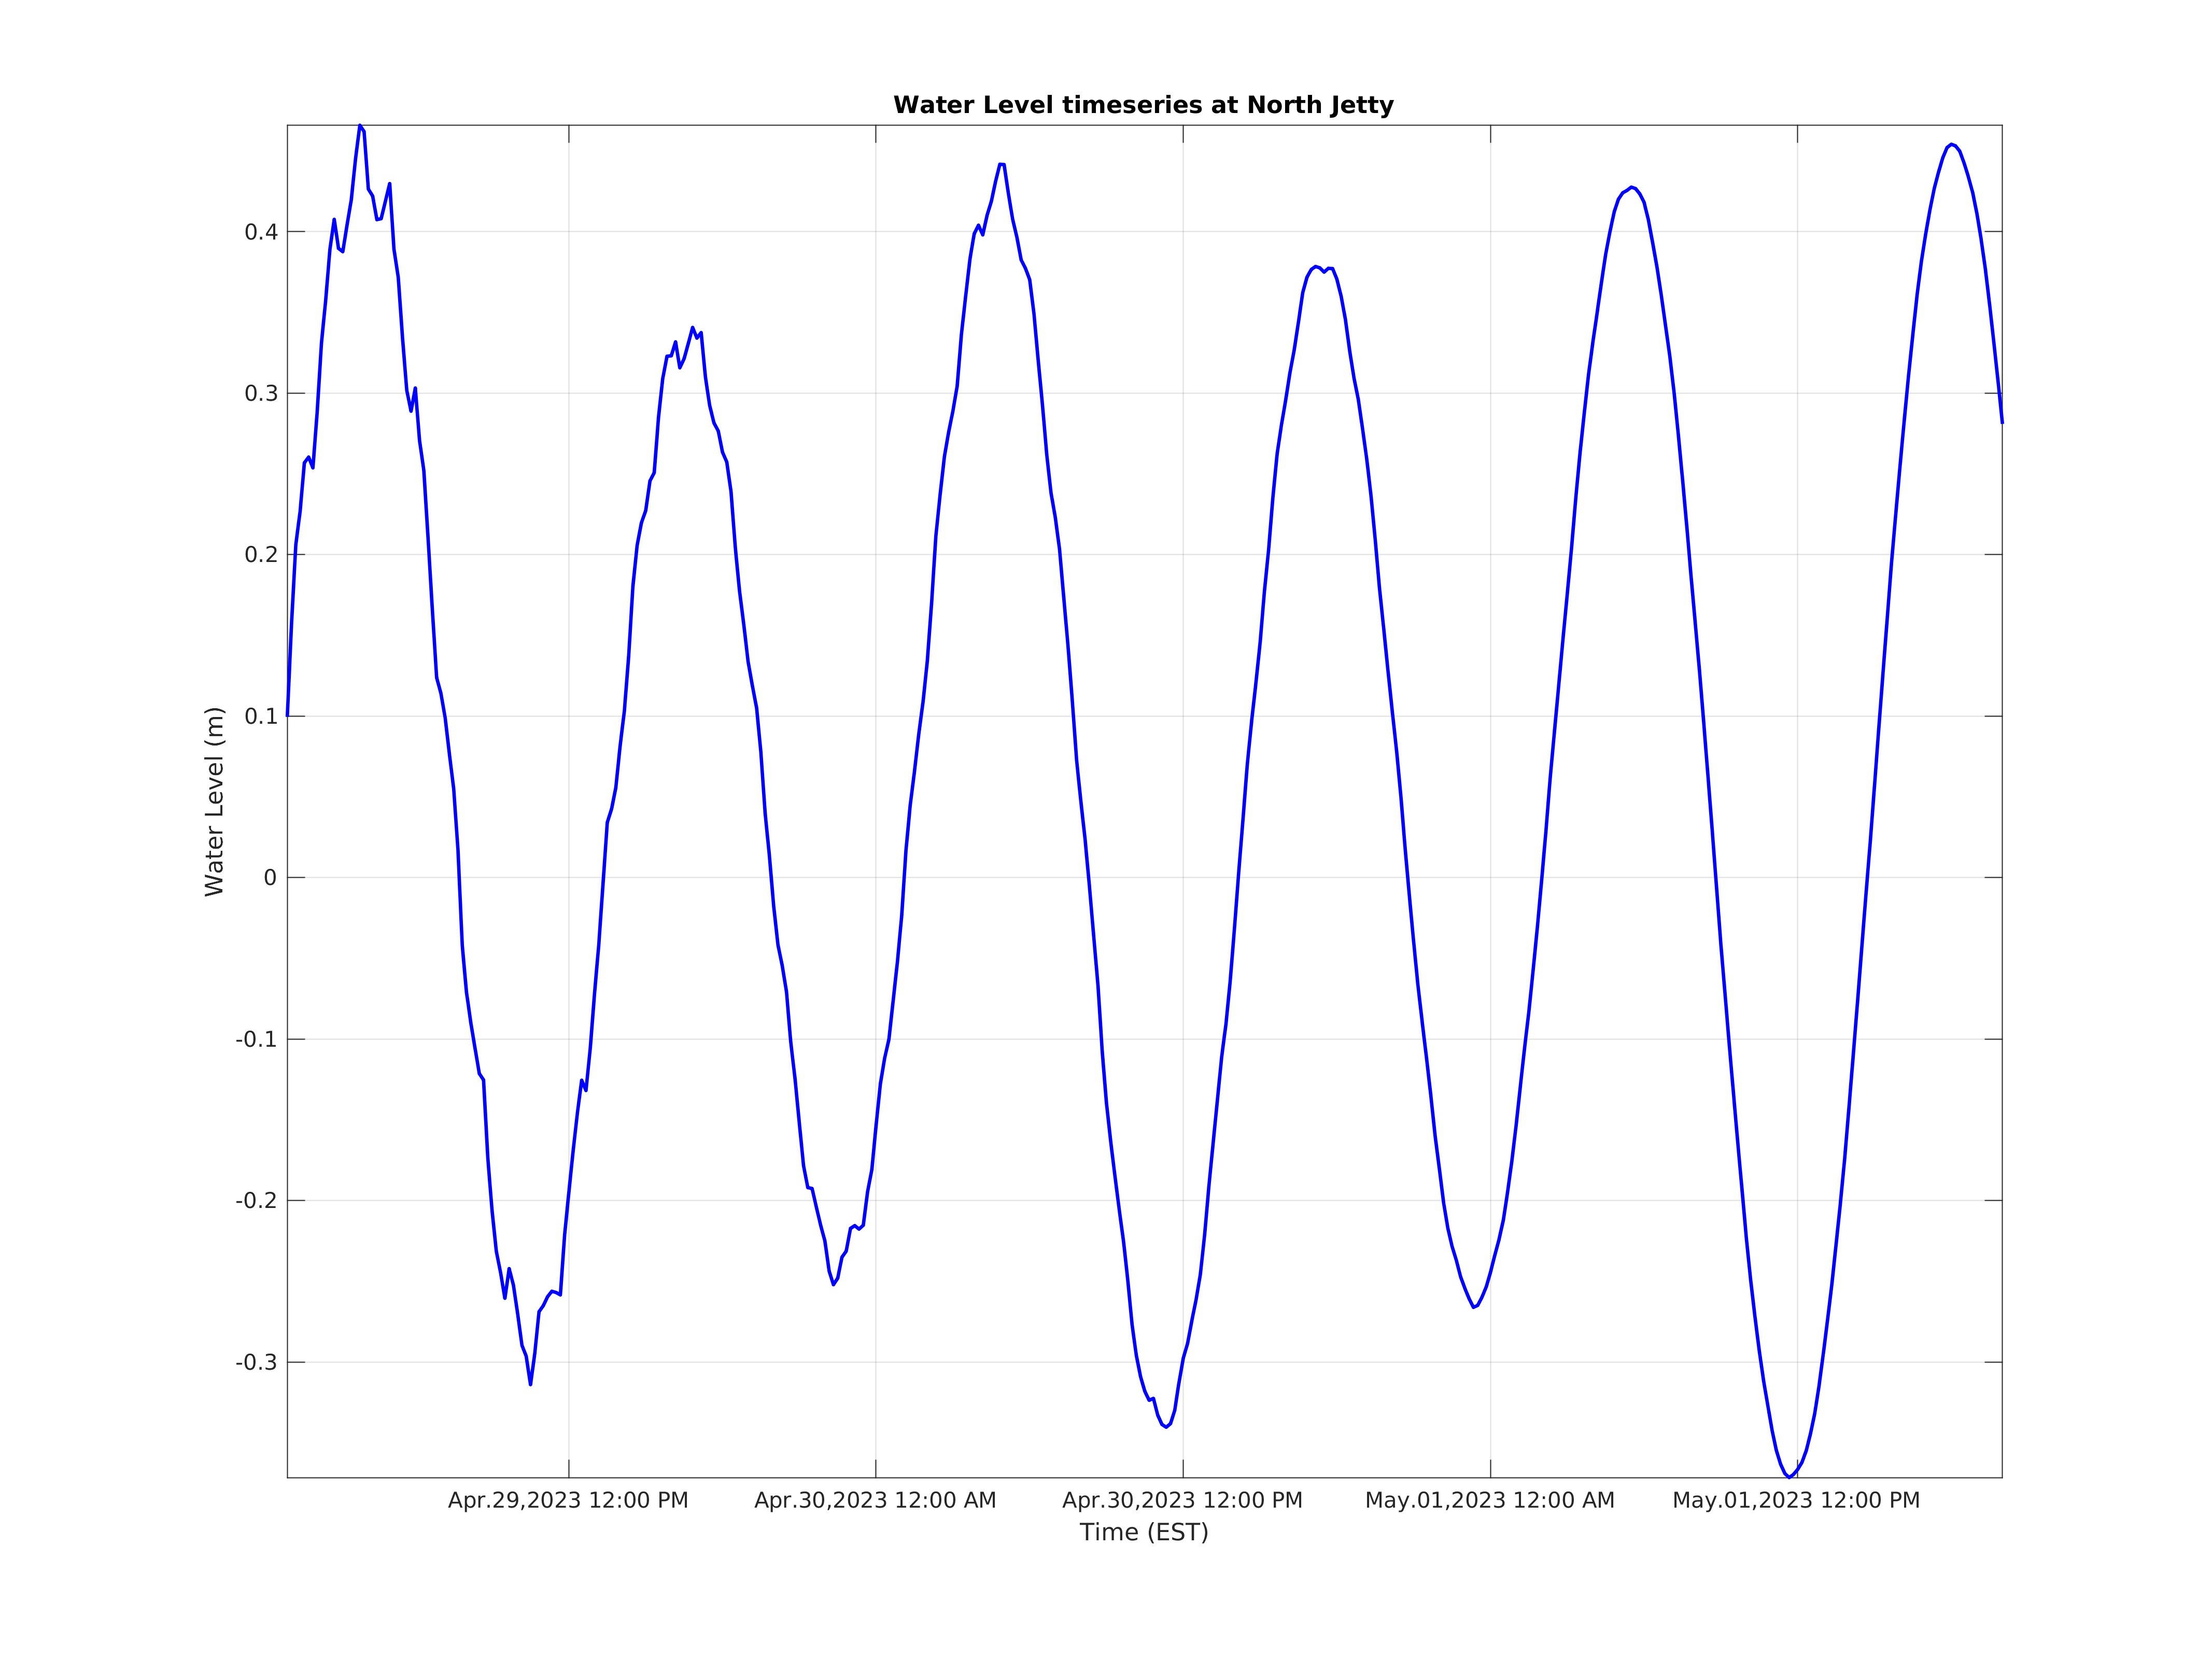 Water Level timeseries at North Jetty
0.4
0.3
0.2
0.1
0
-0.1
-0.2
-0.3
Water Level (m)
Apr.29,2023 12:00 PM
Apr.30,2023 12:00 AM
Apr.30,2023 12:00 PM
May.01,2023 12:00 AM
May.01,2023 12:00 PM
Time (EST)